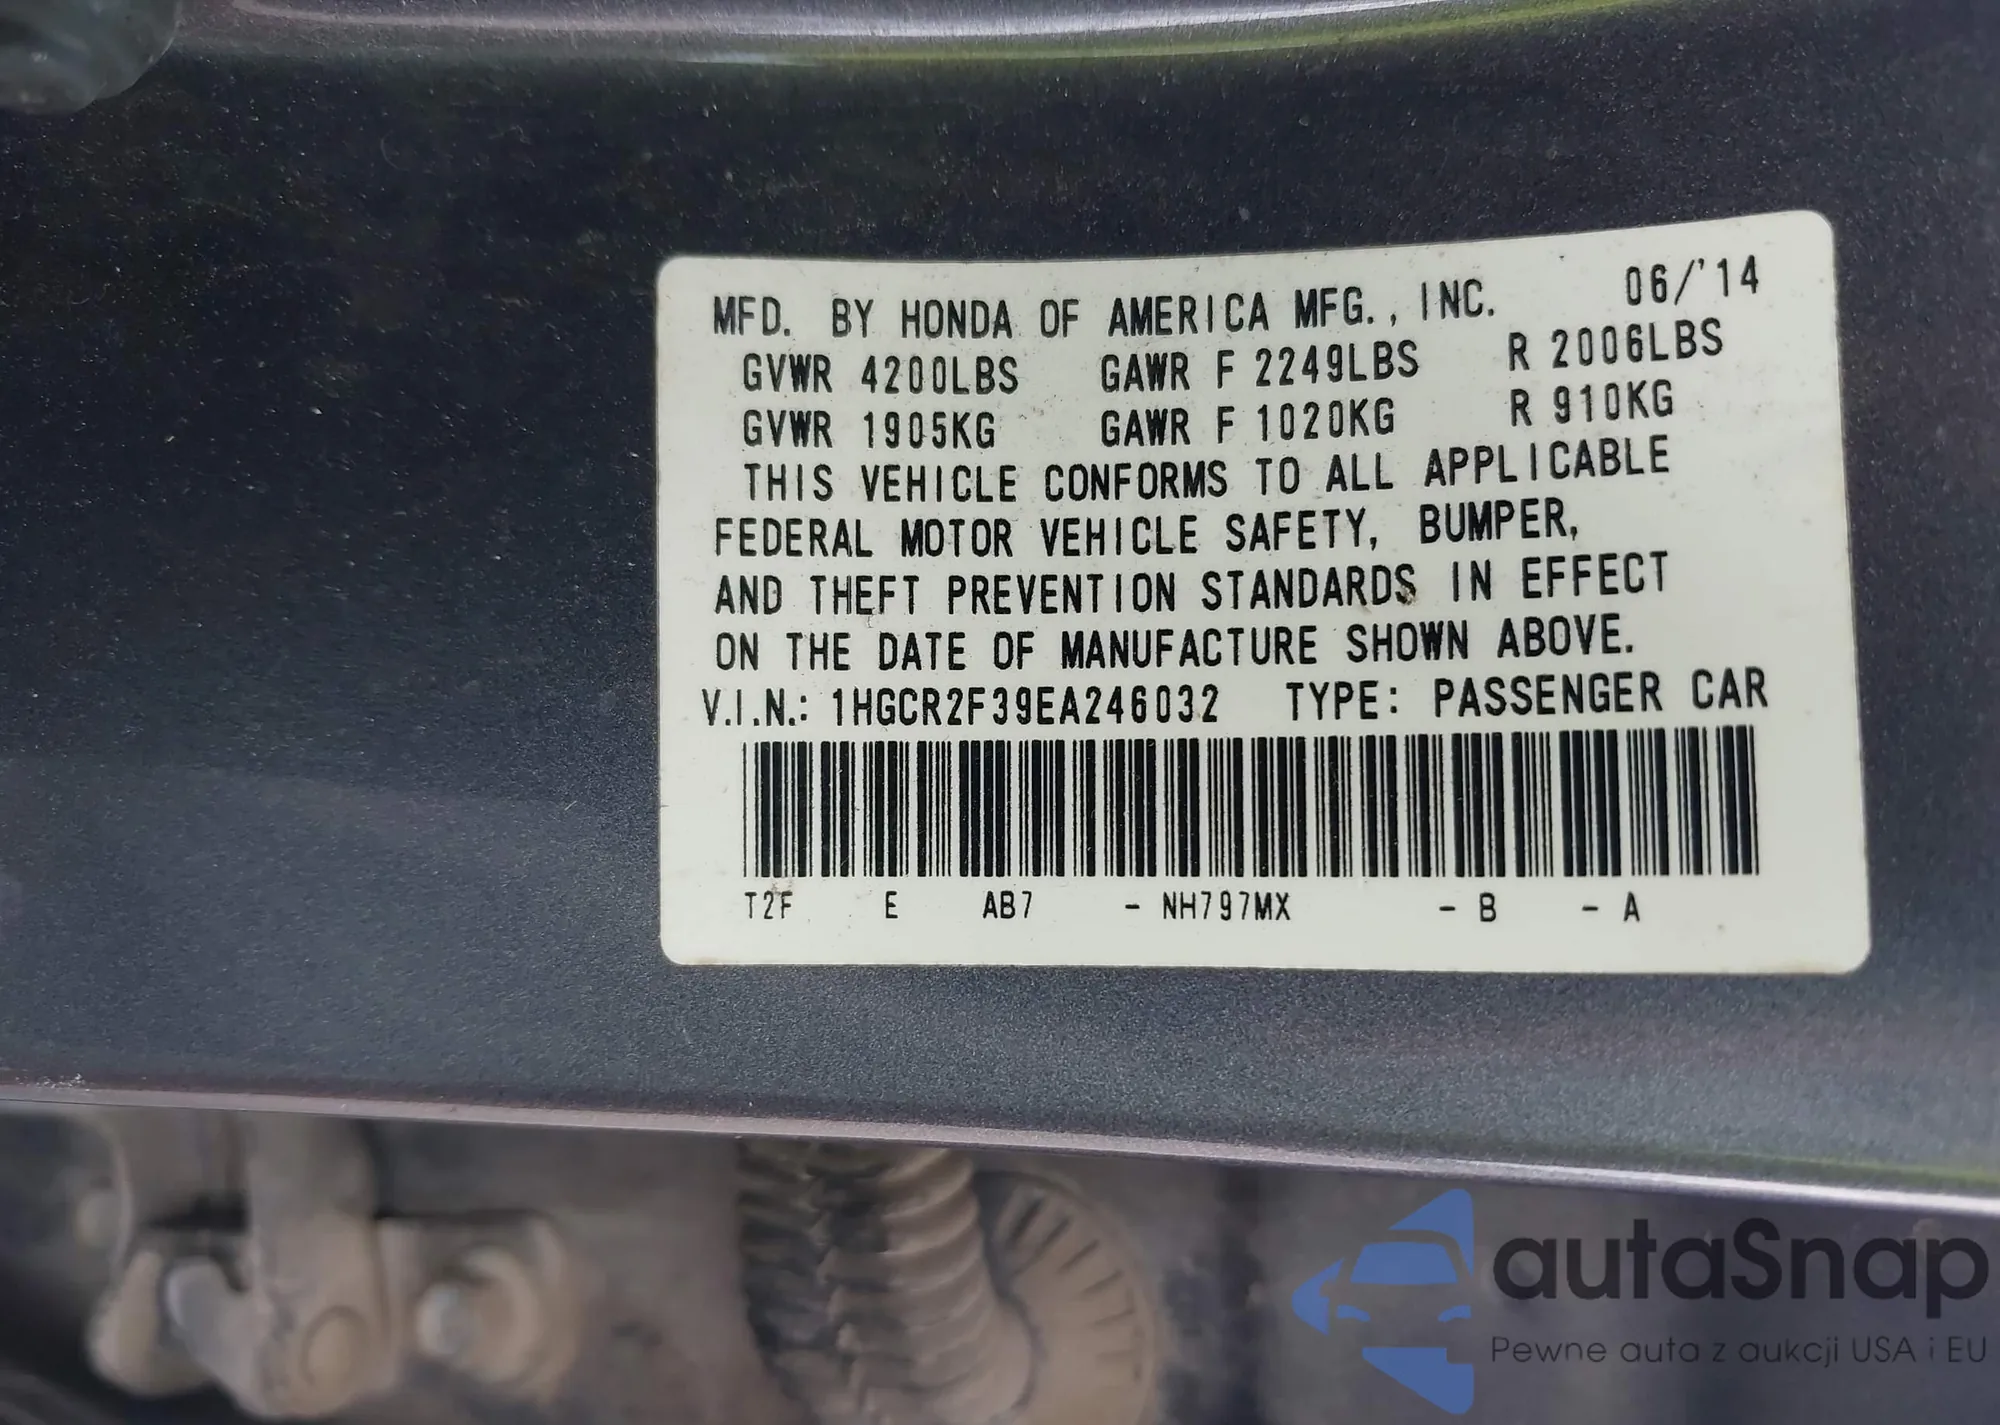 MFD. BY HONDA OF AMERICA MFG., INC. 06/'14
GVWR 4200LBS GAWR F 2249LBS R 2006LBS
GVWR 1905KG GAWR F 1020KG R 910KG
THIS VEHICLE CONFORMS TO ALL APPLICABLE
FEDERAL MOTOR VEHICLE SAFETY, BUMPER,
AND THEFT PREVENTION STANDARDS IN EFFECT
ON THE DATE OF MANUFACTURE SHOWN ABOVE.
V.I.N.: 1HGCR2F39EA246032 TYPE: PASSENGER CAR
T2F E AB7 - NH797MX - B - A
autaSnap
Pewne auta z aukcji USA i EU